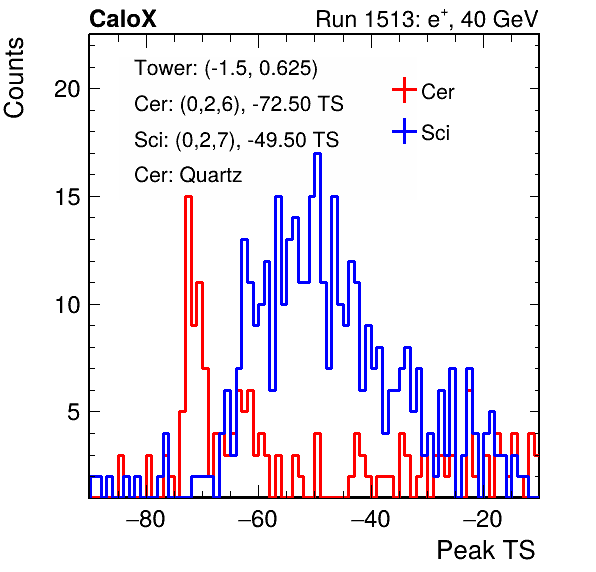 CaloX Run 1513: e⁺, 40 GeV
Counts
Tower: (-1.5, 0.625)
Cer: (0,2,6), -72.50 TS
Sci: (0,2,7), -49.50 TS
Cer: Quartz
Cer
Sci
20
15
10
5
−80 −60 −40 −20
Peak TS